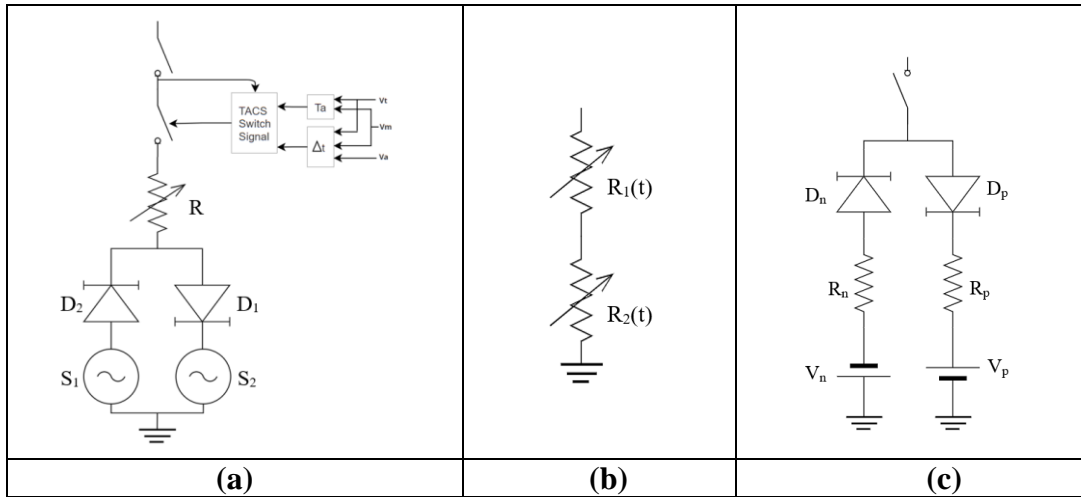 TACS
Switch
Signal
Ta
Δt
Vt
Vm
Va
R
D₂
D₁
S₁
S₂
(a)
R₁(t)
R₂(t)
(b)
Dₙ
Dₚ
Rₙ
Rₚ
Vₙ
Vₚ
(c)